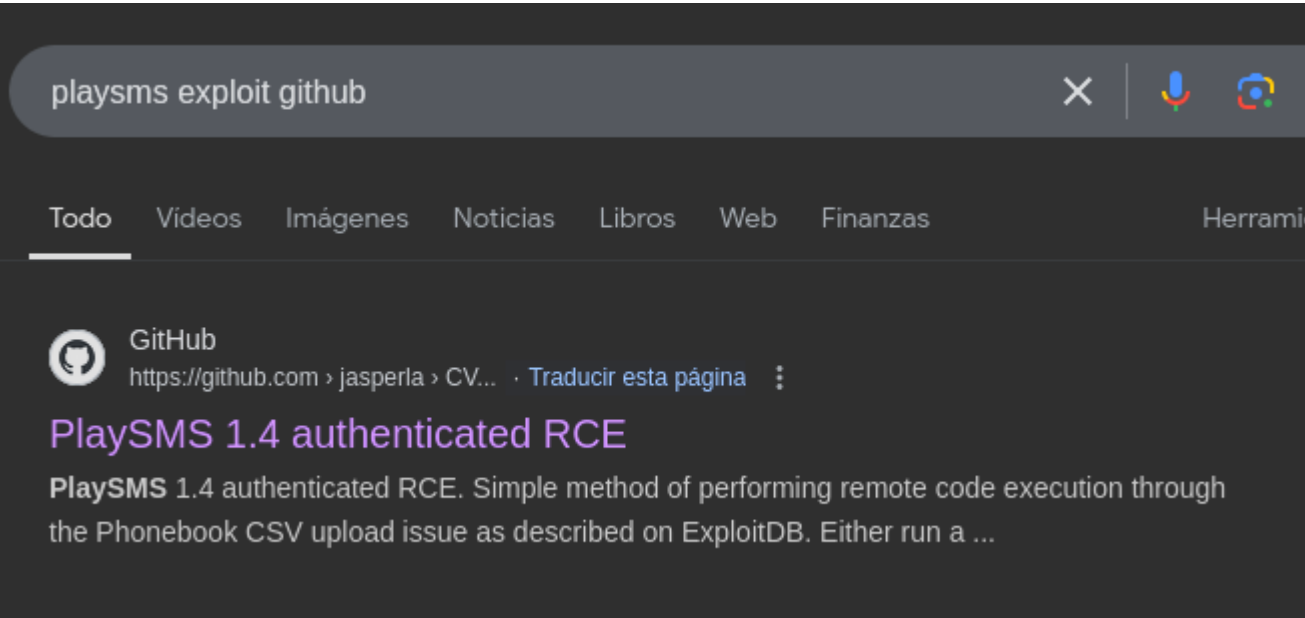 playsms exploit github
Todo Vídeos Imágenes Noticias Libros Web Finanzas Herrami
GitHub
https://github.com › jasperla › CV... · Traducir esta página
PlaySMS 1.4 authenticated RCE
PlaySMS 1.4 authenticated RCE. Simple method of performing remote code execution through
the Phonebook CSV upload issue as described on ExploitDB. Either run a ...